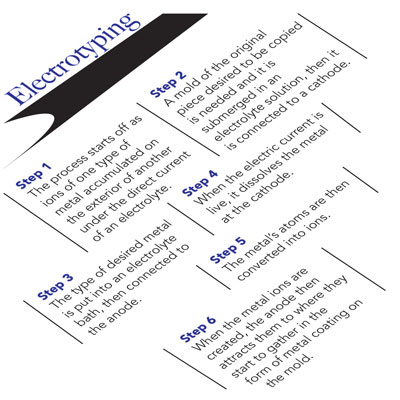 Electrotyping
Step 1
The process starts off as
ions of one type of
metal accumulated on
the exterior of another
under the direct current
of an electrolyte.
Step 2
A mold of the original
piece desired to be copied
is needed and it is
submerged in an
electrolyte solution, then it
is connected to a cathode.
Step 3
The type of desired metal
is put into an electrolyte
bath, then connected to
the anode.
Step 4
When the electric current is
live, it dissolves the metal
at the cathode.
Step 5
The metal's atoms are then
converted into ions.
Step 6
When the metal ions are
created, the anode then
attracts them to where they
start to gather in the
form of metal coating on
the mold.